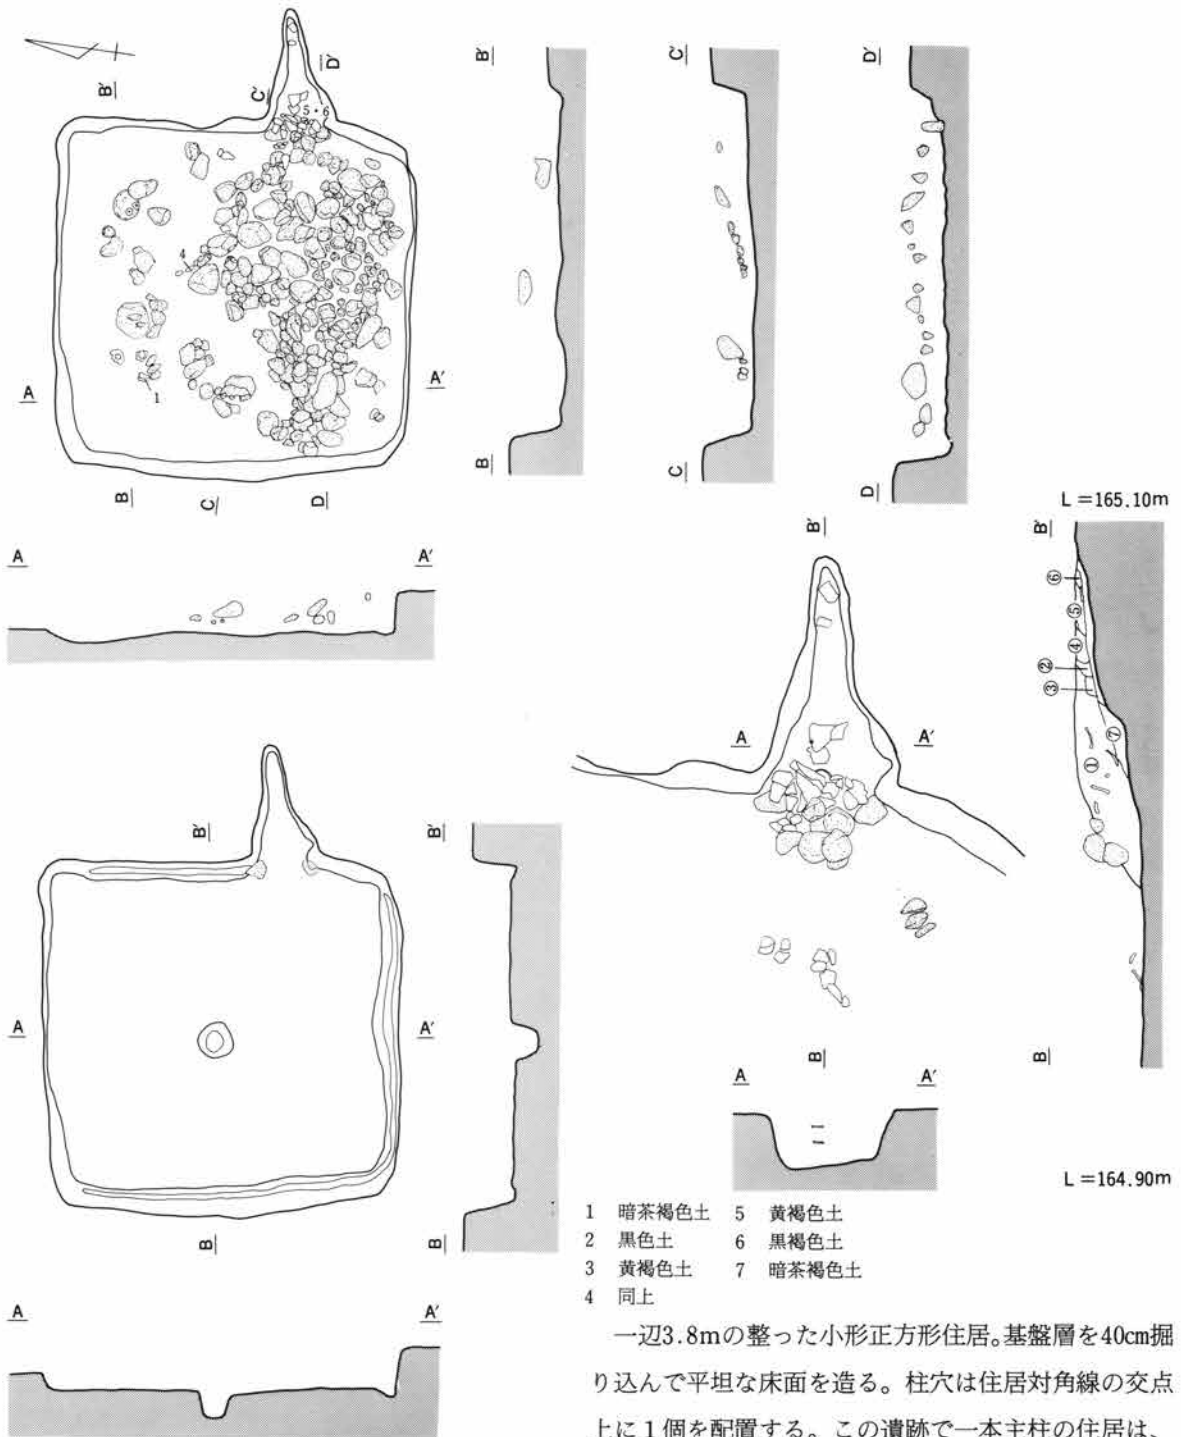 B′
C′
D′
5・6
4
1
A
A′
B
C
D
B′
B
C′
C
D′
D
L=165.10m
A
A′
B′
A
A′
B
B′
⑥
⑤
④
②
③
⑦
①
B
A
A′
L=164.90m
B′
A
A′
B
B′
B
A
A′
1 暗茶褐色土 5 黄褐色土
2 黒色土 6 黒褐色土
3 黄褐色土 7 暗茶褐色土
4 同上
一辺3.8mの整った小形正方形住居。基盤層を40cm掘
り込んで平坦な床面を造る。柱穴は住居対角線の交点
上に1個を配置する。この遺跡で一本主柱の住居は、